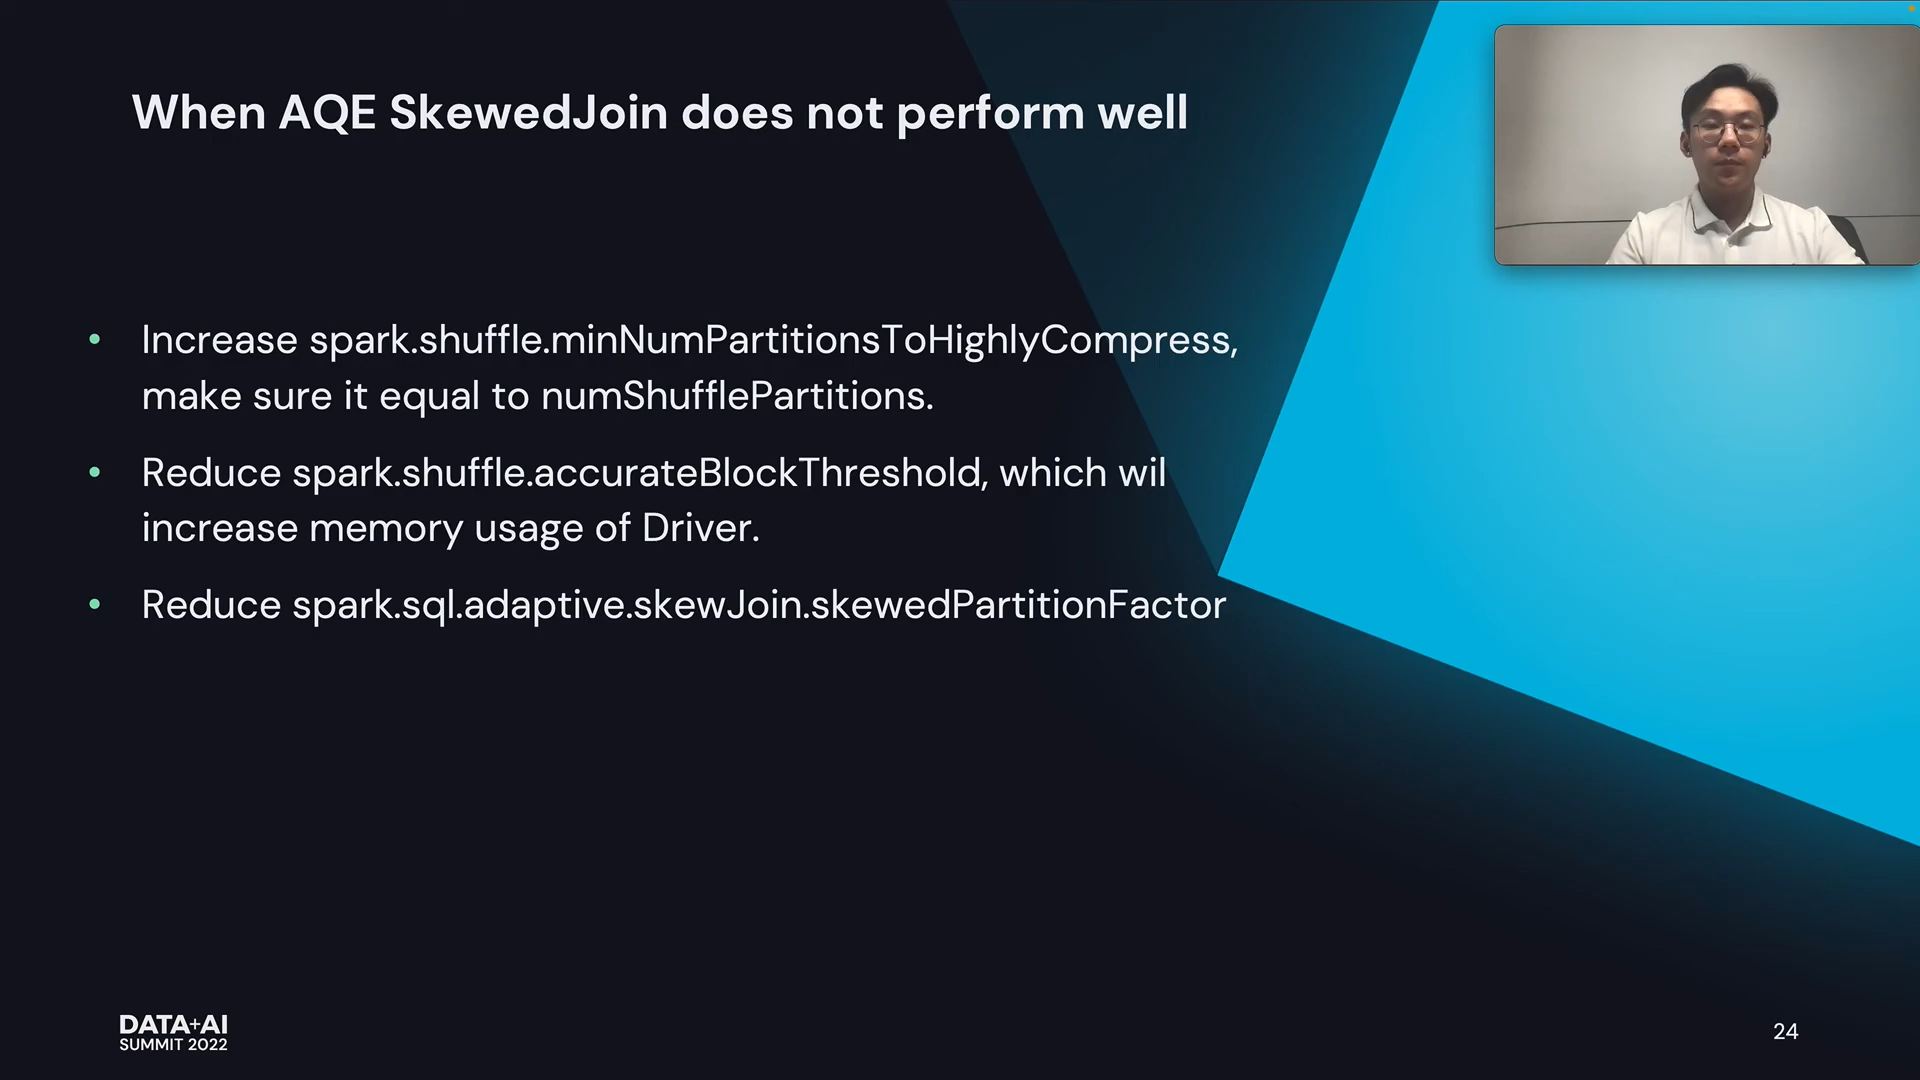 When AQE SkewedJoin does not perform well
• Increase spark.shuffle.minNumPartitionsToHighlyCompress,
make sure it equal to numShufflePartitions.
• Reduce spark.shuffle.accurateBlockThreshold, which wil
increase memory usage of Driver.
• Reduce spark.sql.adaptive.skewJoin.skewedPartitionFactor
DATA+AI
SUMMIT 2022
24